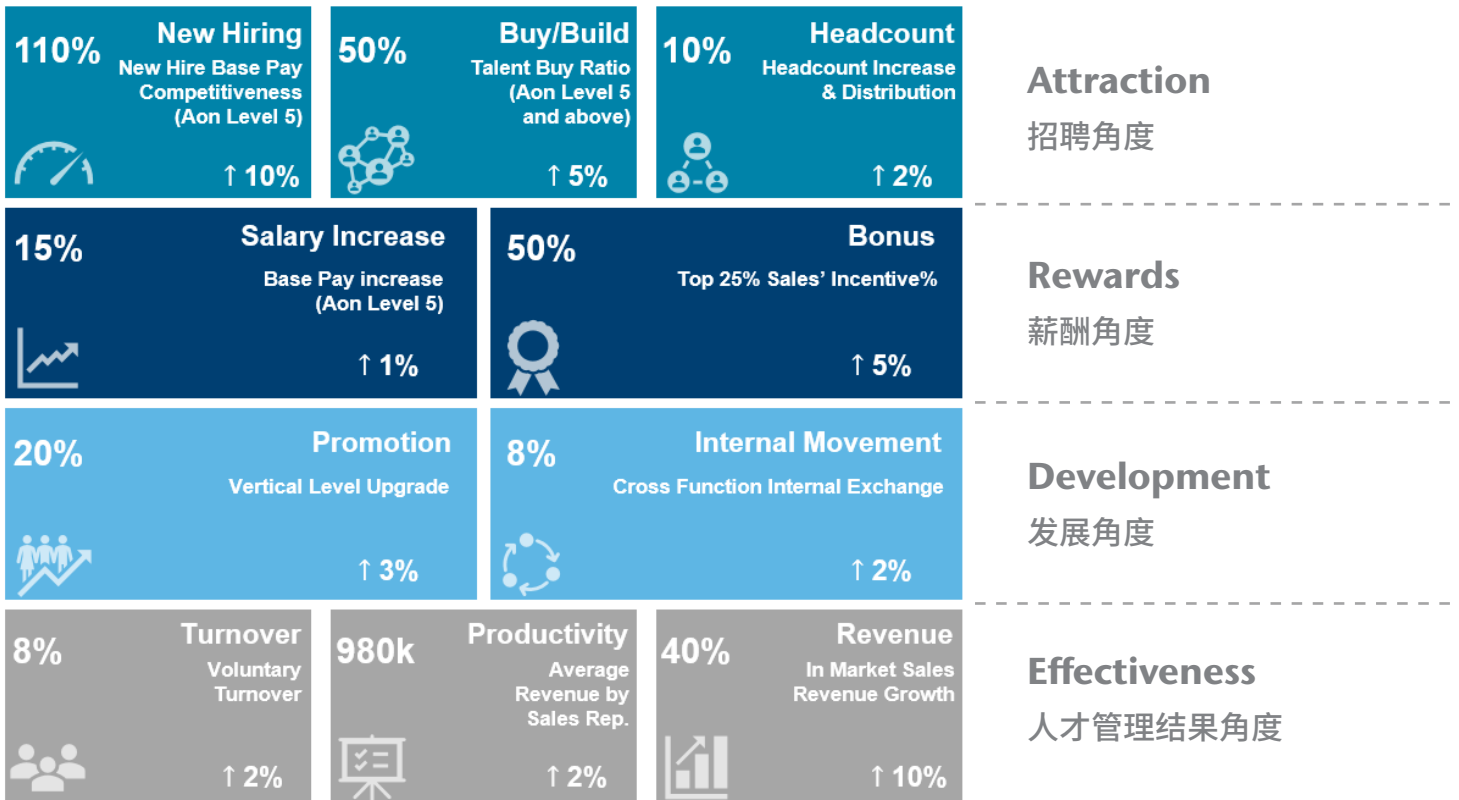 110%
New Hiring
New Hire Base Pay
Competitiveness
(Aon Level 5)
↑ 10%
50%
Buy/Build
Talent Buy Ratio
(Aon Level 5
and above)
↑ 5%
10%
Headcount
Headcount Increase
& Distribution
↑ 2%
Attraction
招聘角度
15%
Salary Increase
Base Pay increase
(Aon Level 5)
↑ 1%
50%
Bonus
Top 25% Sales’ Incentive%
↑ 5%
Rewards
薪酬角度
20%
Promotion
Vertical Level Upgrade
↑ 3%
8%
Internal Movement
Cross Function Internal Exchange
↑ 2%
Development
发展角度
8%
Turnover
Voluntary
Turnover
↑ 2%
980k
Productivity
Average
Revenue by
Sales Rep.
↑ 2%
40%
Revenue
In Market Sales
Revenue Growth
↑ 10%
Effectiveness
人才管理结果角度